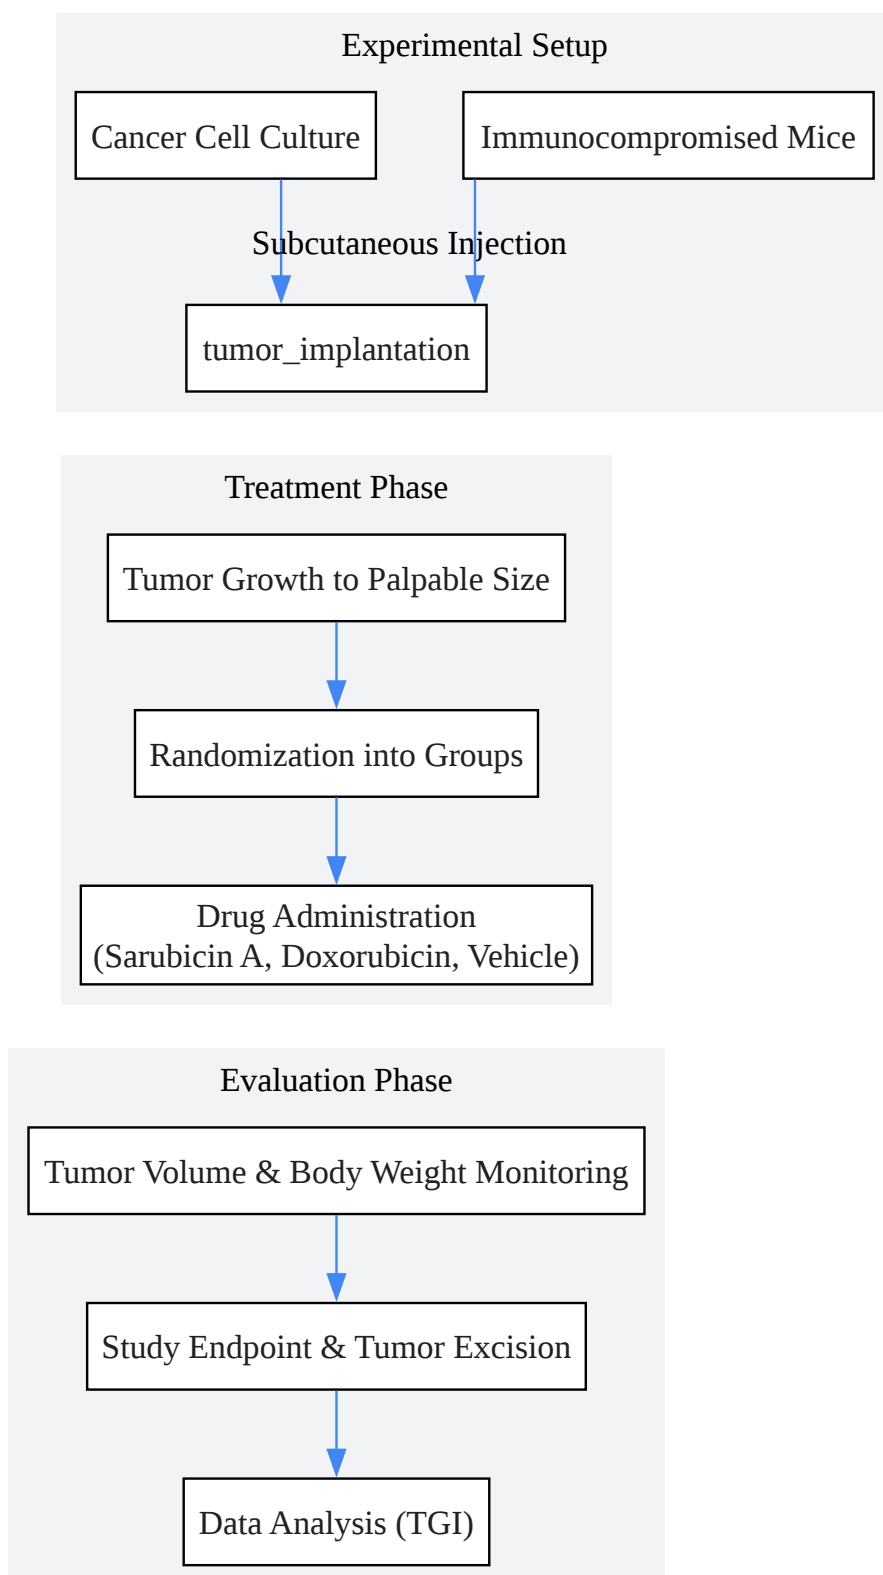 Experimental Setup
Cancer Cell Culture
Immunocompromised Mice
Subcutaneous Injection
tumor_implantation
Treatment Phase
Tumor Growth to Palpable Size
Randomization into Groups
Drug Administration
(Sarubicin A, Doxorubicin, Vehicle)
Evaluation Phase
Tumor Volume & Body Weight Monitoring
Study Endpoint & Tumor Excision
Data Analysis (TGI)